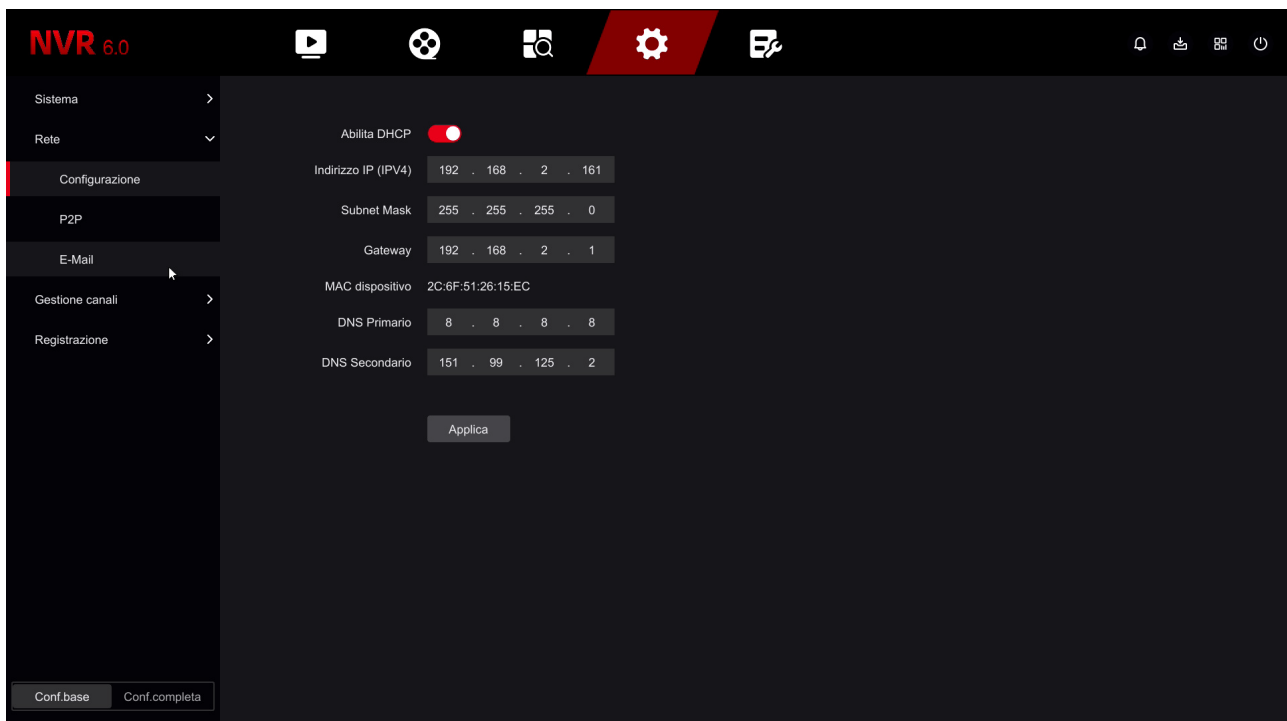 NVR 6.0
Sistema
Rete
Configurazione
P2P
E-Mail
Gestione canali
Registrazione
Abilita DHCP
Indirizzo IP (IPV4) 192 . 168 . 2 . 161
Subnet Mask 255 . 255 . 255 . 0
Gateway 192 . 168 . 2 . 1
MAC dispositivo 2C:6F:51:26:15:EC
DNS Primario 8 . 8 . 8 . 8
DNS Secondario 151 . 99 . 125 . 2
Applica
Conf.base Conf.completa